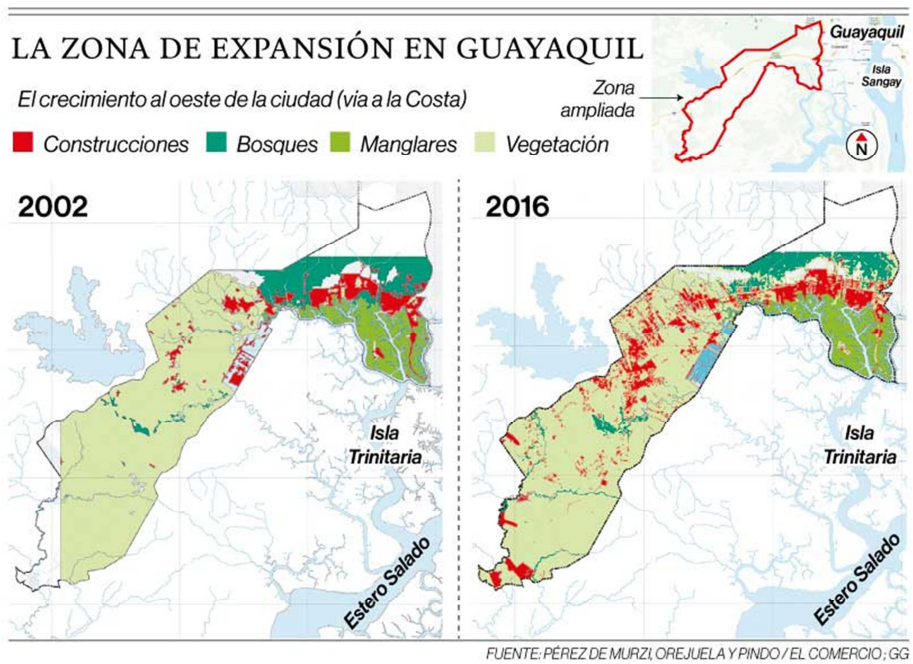 LA ZONA DE EXPANSIÓN EN GUAYAQUIL
El crecimiento al oeste de la ciudad (vía a la Costa)
Construcciones
Bosques
Manglares
Vegetación
Zona
ampliada
Guayaquil
Isla
Sangay
N
2002
Isla
Trinitaria
Estero Salado
2016
Isla
Trinitaria
Estero Salado
FUENTE: PÉREZ DE MURZI, OREJUELA Y PINDO / EL COMERCIO; GG